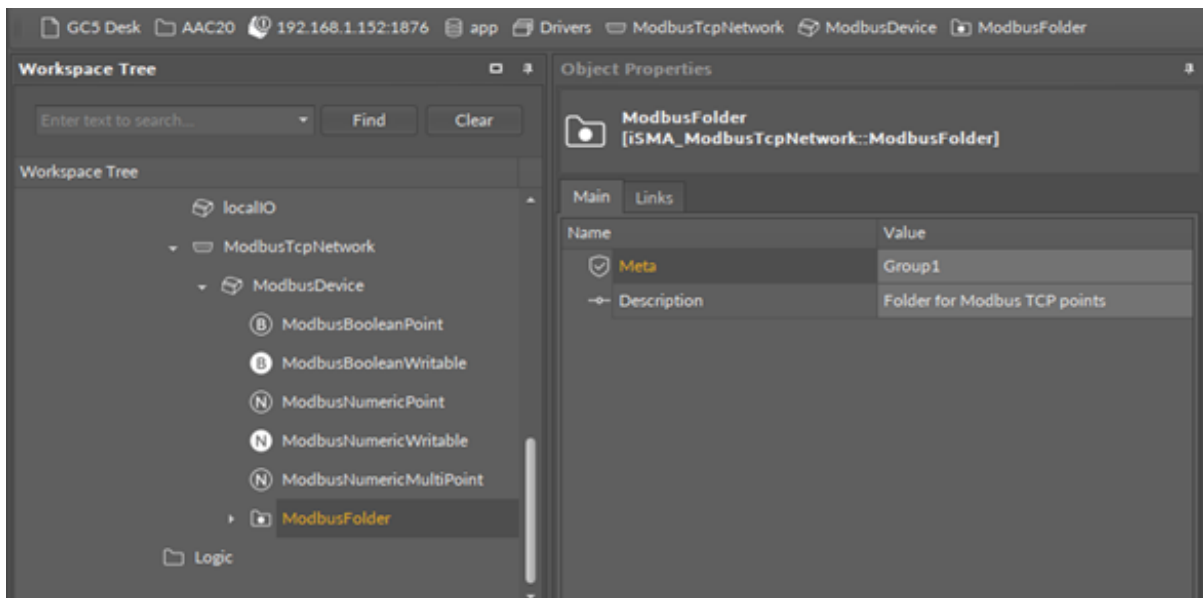 GC5 Desk AAC20 192.168.1.152:1876 app Drivers ModbusTcpNetwork ModbusDevice ModbusFolder
Workspace Tree
Enter text to search... Find Clear
Workspace Tree
localIO
ModbusTcpNetwork
ModbusDevice
B ModbusBooleanPoint
B ModbusBooleanWritable
N ModbusNumericPoint
N ModbusNumericWritable
N ModbusNumericMultiPoint
ModbusFolder
Logic
Object Properties
ModbusFolder
[iSMA_ModbusTcpNetwork::ModbusFolder]
Main Links
Name Value
Meta Group1
Description Folder for Modbus TCP points